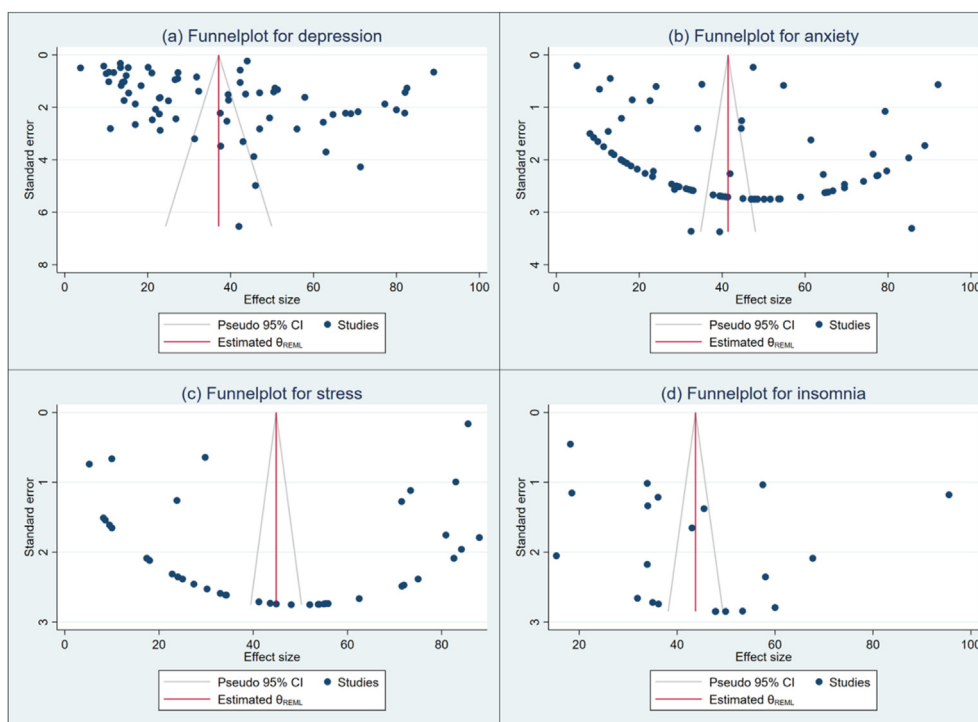 (a) Funnelplot for depression
0
2
4
6
8
Standard error
0
20
40
60
80
100
Effect size
Pseudo 95% CI
Studies
Estimated θREML
(b) Funnelplot for anxiety
0
1
2
3
4
Standard error
20
40
60
80
100
Effect size
Pseudo 95% CI
Studies
Estimated θREML
(c) Funnelplot for stress
0
1
2
3
Standard error
0
20
40
60
80
Effect size
Pseudo 95% CI
Studies
Estimated θREML
(d) Funnelplot for insomnia
0
1
2
3
Standard error
20
40
60
80
100
Effect size
Pseudo 95% CI
Studies
Estimated θREML